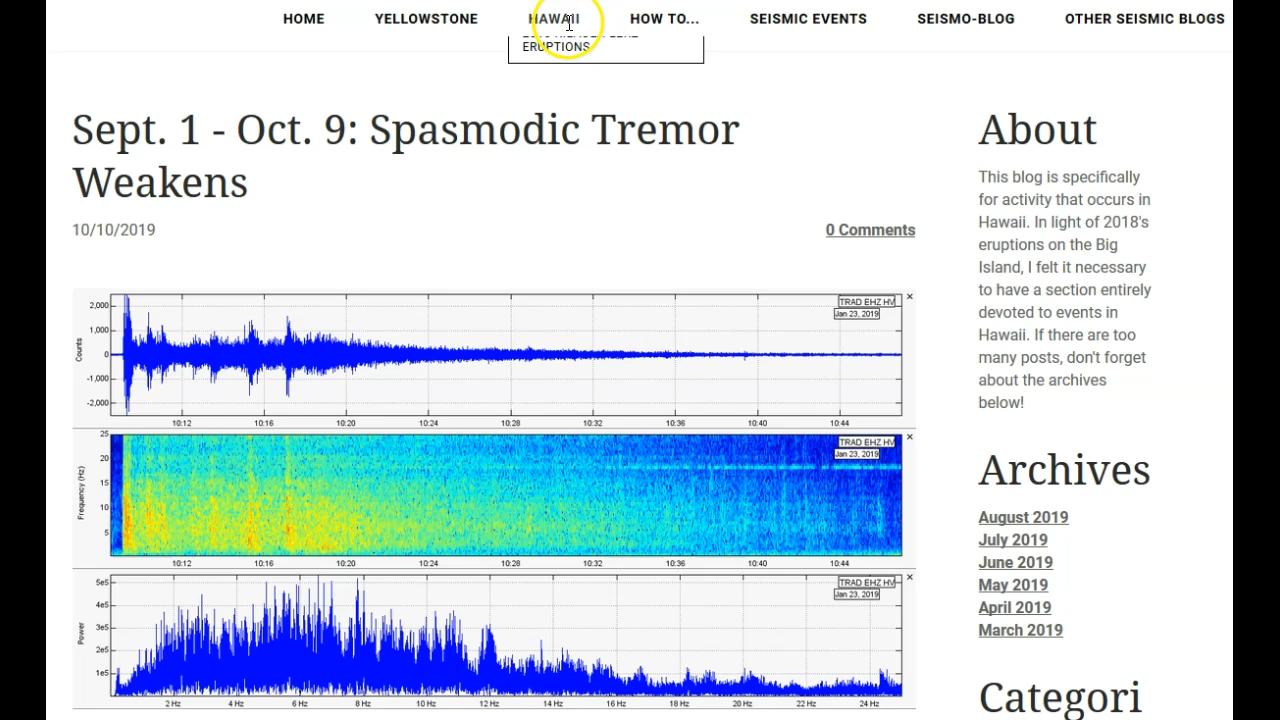 HOME YELLOWSTONE HAWAII HOW TO... SEISMIC EVENTS SEISMO-BLOG OTHER SEISMIC BLOGS
ERUPTIONS
Sept. 1 - Oct. 9: Spasmodic Tremor
Weakens
10/10/2019
0 Comments
TRAD EHZ HV
Jan 23, 2019
2,000
1,000
0
-1,000
-2,000
Counts
10:12 10:16 10:20 10:24 10:28 10:32 10:36 10:40 10:44
TRAD EHZ HV
Jan 23, 2019
25
20
15
10
5
Frequency (Hz)
10:12 10:16 10:20 10:24 10:28 10:32 10:36 10:40 10:44
TRAD EHZ HV
Jan 23, 2019
5e5
4e5
3e5
2e5
1e5
Power
2 Hz 4 Hz 6 Hz 8 Hz 10 Hz 12 Hz 14 Hz 16 Hz 18 Hz 20 Hz 22 Hz 24 Hz
About
This blog is specifically
for activity that occurs in
Hawaii. In light of 2018's
eruptions on the Big
Island, I felt it necessary
to have a section entirely
devoted to events in
Hawaii. If there are too
many posts, don't forget
about the archives
below!
Archives
August 2019
July 2019
June 2019
May 2019
April 2019
March 2019
Categori